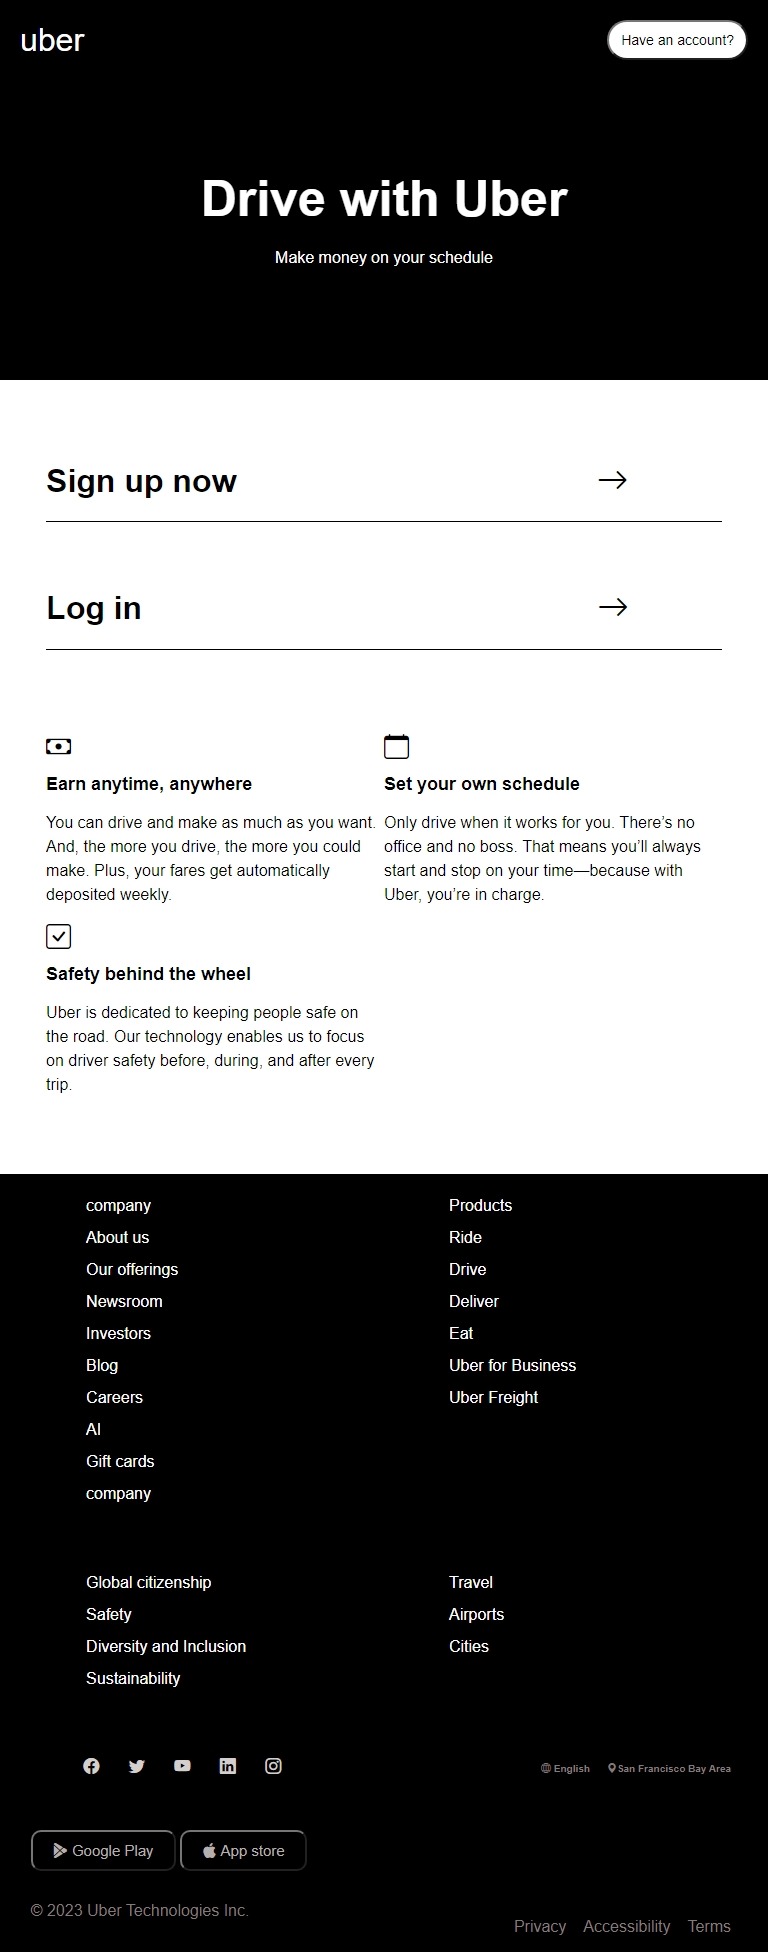 uber
Have an account?
Drive with Uber
Make money on your schedule
Sign up now
Log in
Earn anytime, anywhere
You can drive and make as much as you want.
And, the more you drive, the more you could
make. Plus, your fares get automatically
deposited weekly.
Set your own schedule
Only drive when it works for you. There’s no
office and no boss. That means you’ll always
start and stop on your time—because with
Uber, you’re in charge.
Safety behind the wheel
Uber is dedicated to keeping people safe on
the road. Our technology enables us to focus
on driver safety before, during, and after every
trip.
company
About us
Our offerings
Newsroom
Investors
Blog
Careers
AI
Gift cards
company
Products
Ride
Drive
Deliver
Eat
Uber for Business
Uber Freight
Global citizenship
Safety
Diversity and Inclusion
Sustainability
Travel
Airports
Cities
English
San Francisco Bay Area
Google Play
App store
© 2023 Uber Technologies Inc.
Privacy Accessibility Terms